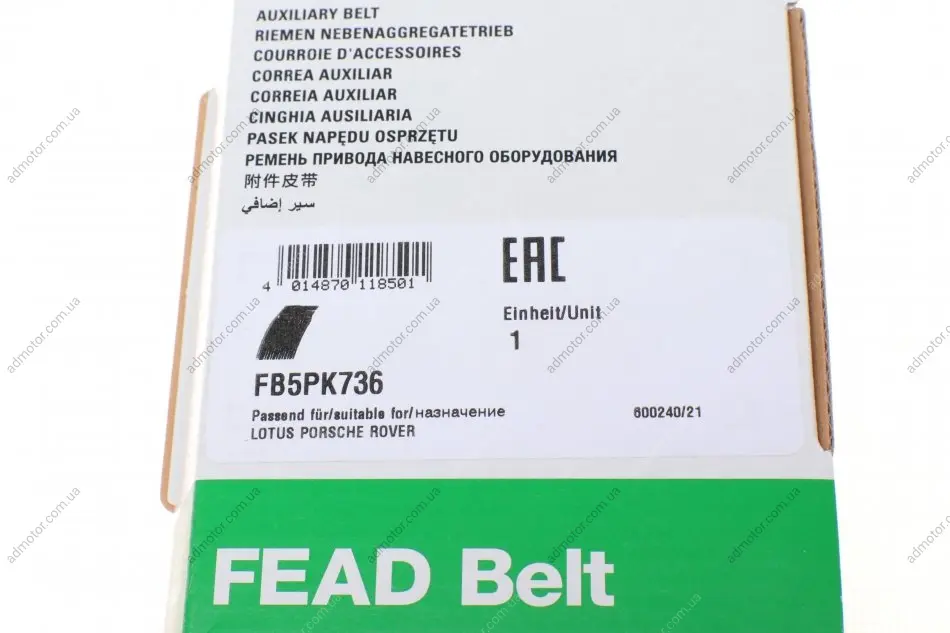 AUXILIARY BELT
RIEMEN NEBENAGGREGATETRIEB
COURROIE D'ACCESSOIRES
CORREA AUXILIAR
CORREIA AUXILIAR
CINGHIA AUSILIARIA
PASEK NAPĘDU OSPRZĘTU
РЕМЕНЬ ПРИВОДА НАВЕСНОГО ОБОРУДОВАНИЯ
附件皮带
سير إضافي
4 014870 118501
EAC
Einheit/Unit
1
FB5PK736
Passend für/suitable for/назначение
600240/21
LOTUS PORSCHE ROVER
FEAD Belt
admotor.com.ua